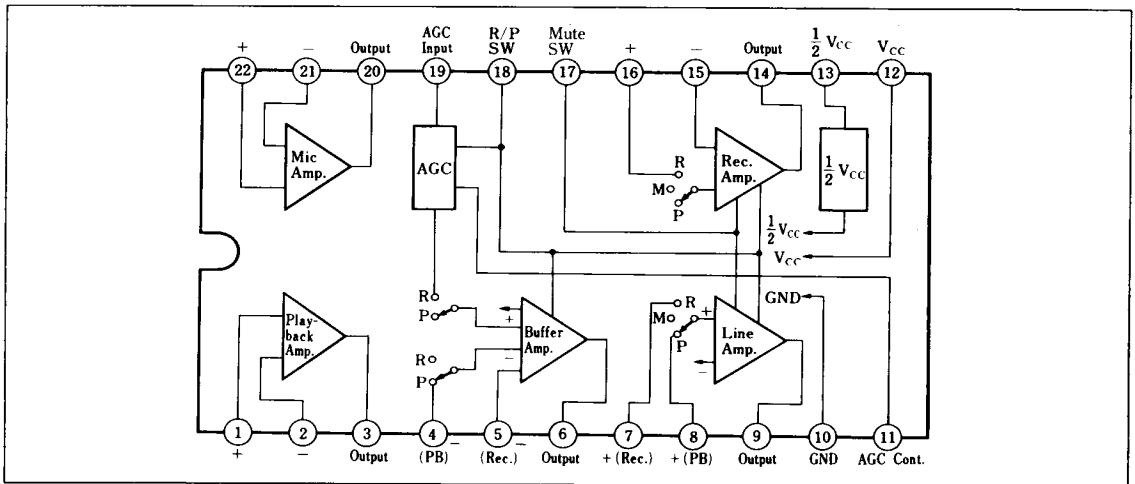 AGC Input
R/P SW
Mute SW
+ − Output + − Output ½ VCC VCC
22 21 20 19 18 17 16 15 14 13 12
Mic Amp.
AGC
R
M
P
Rec. Amp.
½ VCC
½ VCC
VCC
GND
R
P
R
P
+
−
Buffer Amp.
R
M
P
+
−
Line Amp.
Play-back Amp.
1 2 3 4 5 6 7 8 9 10 11
+ − Output − (PB) − (Rec.) Output + (Rec.) + (PB) Output GND AGC Cont.